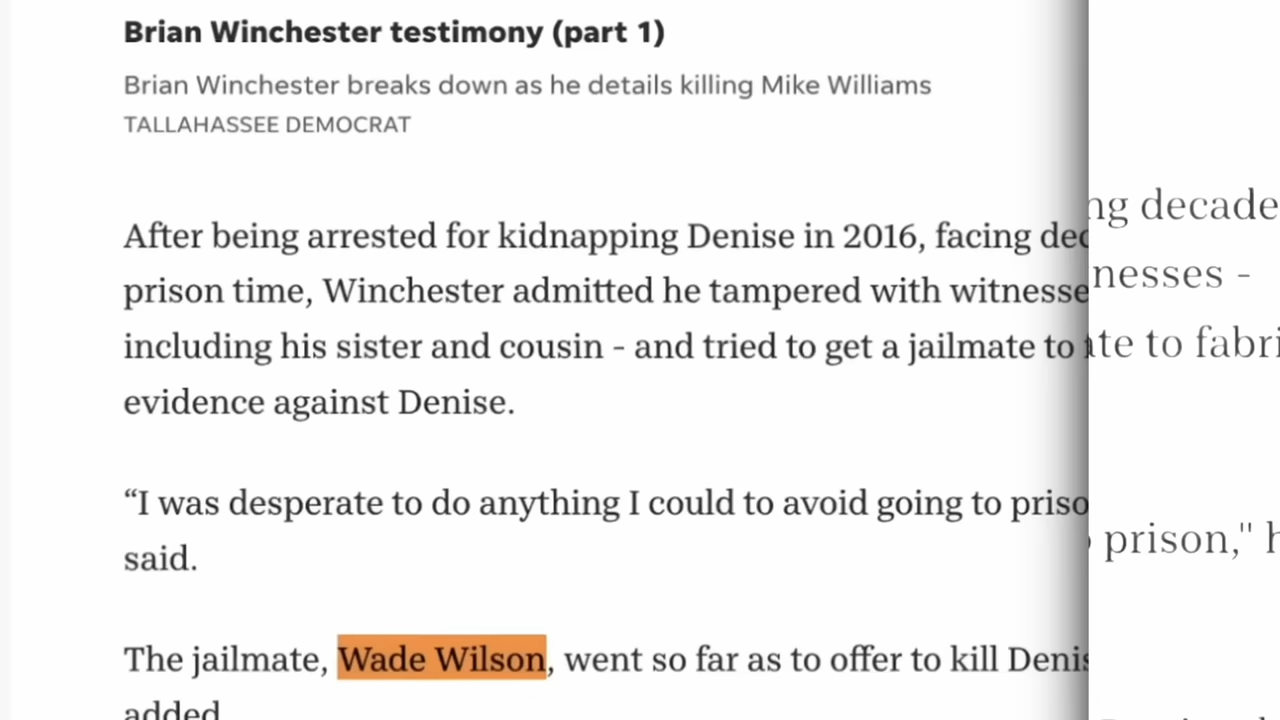 Brian Winchester testimony (part 1)
Brian Winchester breaks down as he details killing Mike Williams
TALLAHASSEE DEMOCRAT
After being arrested for kidnapping Denise in 2016, facing dec
prison time, Winchester admitted he tampered with witnesse
including his sister and cousin - and tried to get a jailmate to
evidence against Denise.
“I was desperate to do anything I could to avoid going to priso
said.
The jailmate, Wade Wilson, went so far as to offer to kill Denis
added
ng decade
nesses -
ate to fabri
prison," h